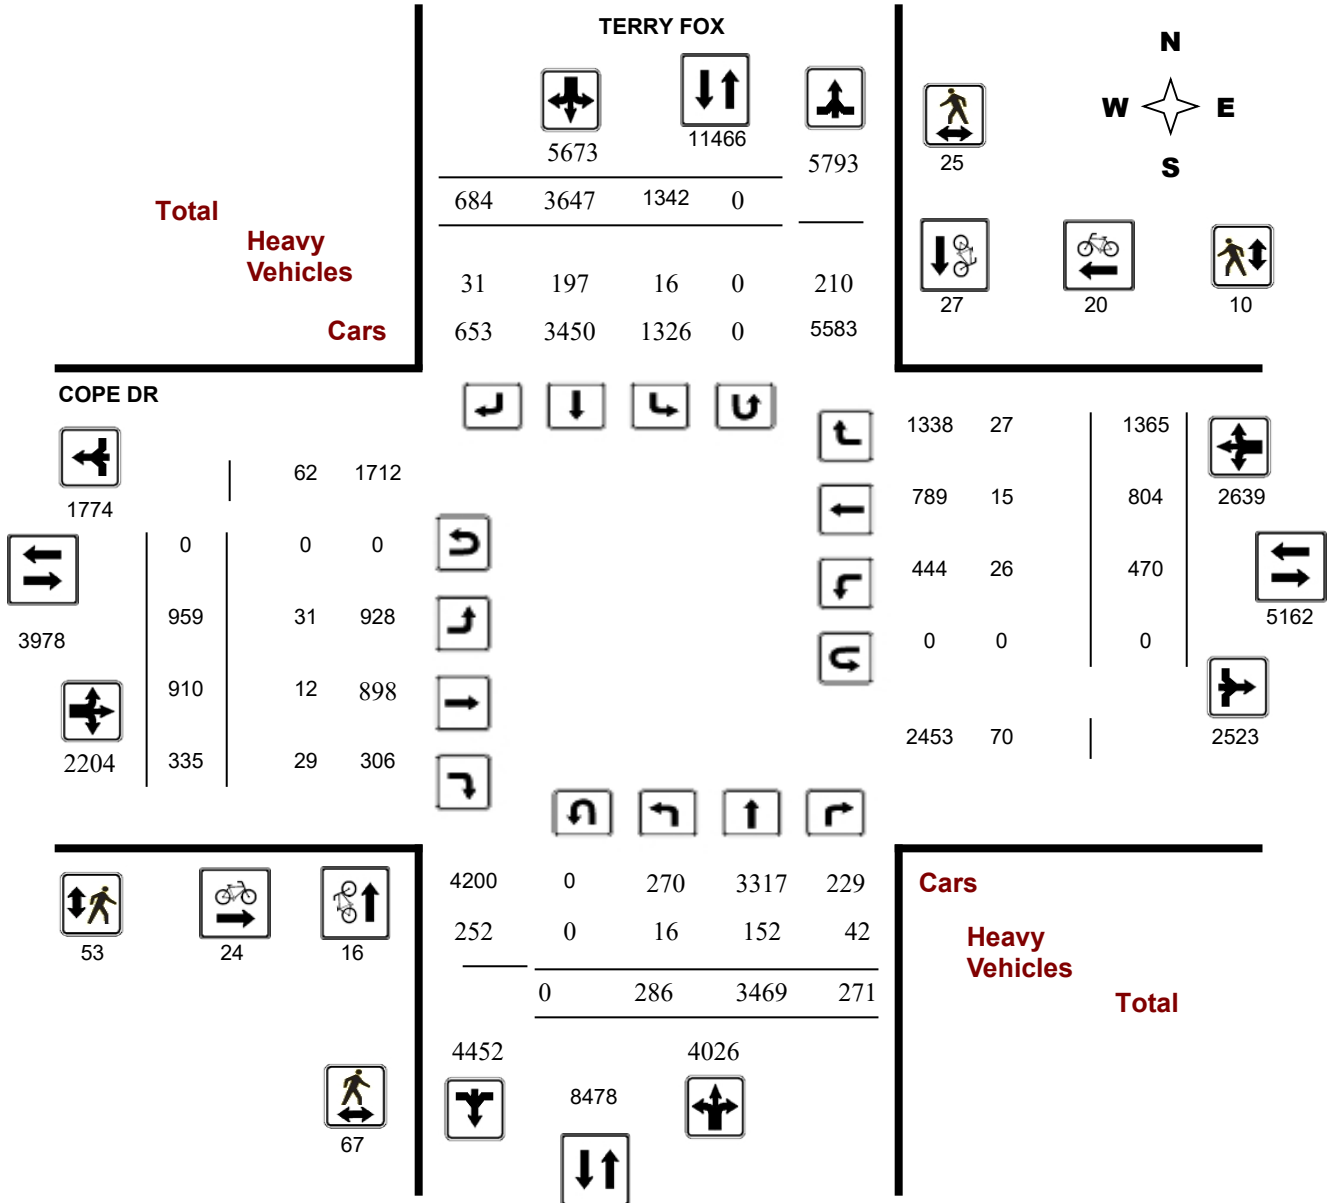 TERRY FOX
N
W E
S
5673
11466
5793
25
684 3647 1342 0
Total
Heavy
Vehicles
31 197 16 0 210
27 20 10
Cars
653 3450 1326 0 5583
COPE DR
1338 27 1365
62 1712
1774
789 15 804 2639
0 0 0
444 26 470
959 31 928
5162
3978
0 0 0
910 12 898
2204 335 29 306
2453 70 2523
4200 0 270 3317 229
Cars
252 0 16 152 42
Heavy
Vehicles
53 24 16
0 286 3469 271
Total
4452 4026
8478
67